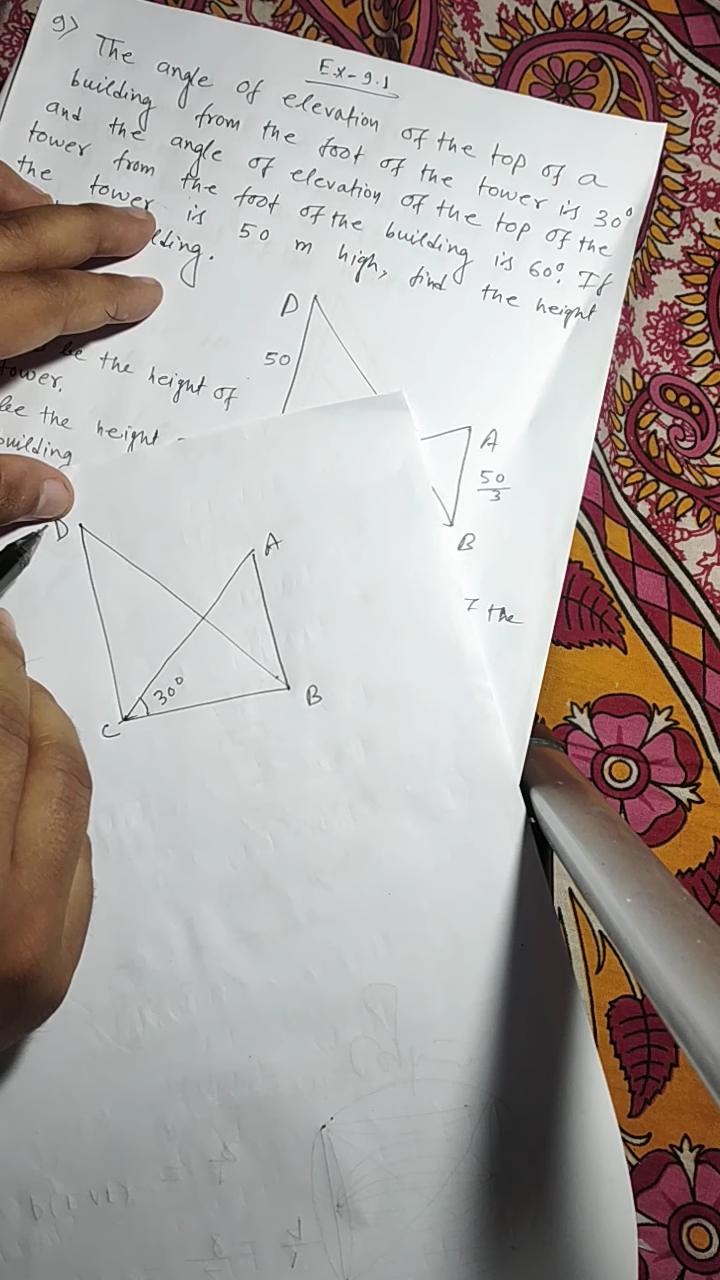 Ex-9.1
9) The angle of elevation of the top of a
building from the foot of the tower is 30°
and the angle of elevation of the top of the
tower from the foot of the building is 60°. If
the tower is 50 m high, find the height
lding.
D
50
be the height of
tower.
bee the height
building
A
50/3
B
7 the
D
A
30°
B
C